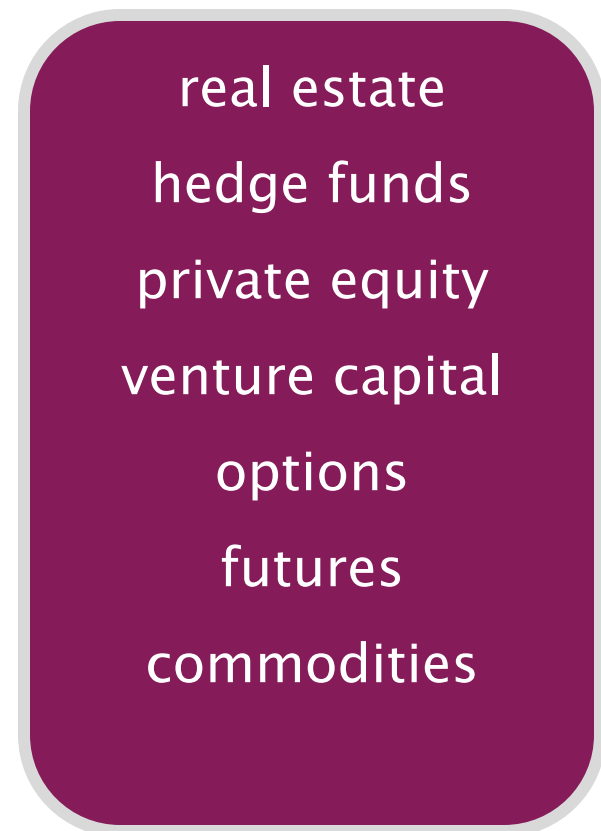 real estate
hedge funds
private equity
venture capital
options
futures
commodities